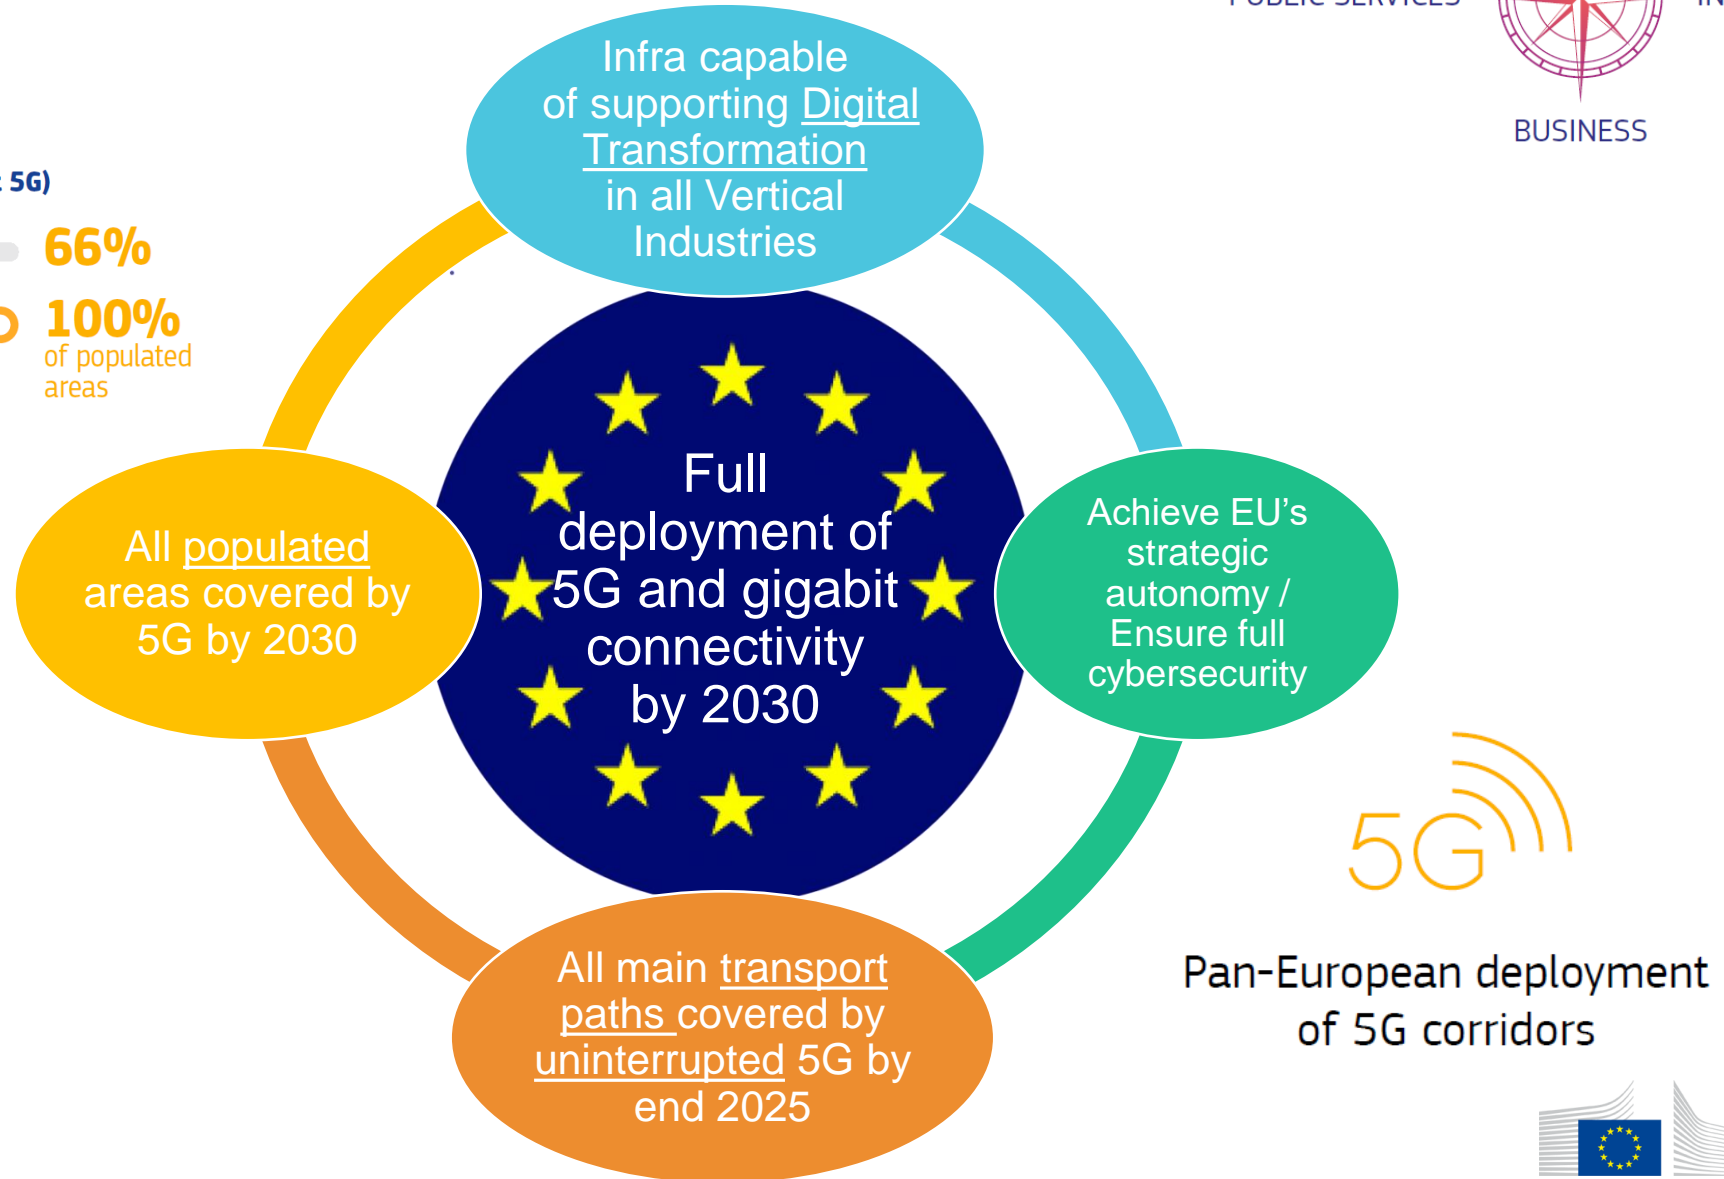 BUSINESS
5G)
66%
100%
of populated
areas
Infra capable
of supporting Digital
Transformation
in all Vertical
Industries
Full
deployment of
5G and gigabit
connectivity
by 2030
All populated
areas covered by
5G by 2030
Achieve EU’s
strategic
autonomy /
Ensure full
cybersecurity
All main transport
paths covered by
uninterrupted 5G by
end 2025
5G
Pan-European deployment
of 5G corridors